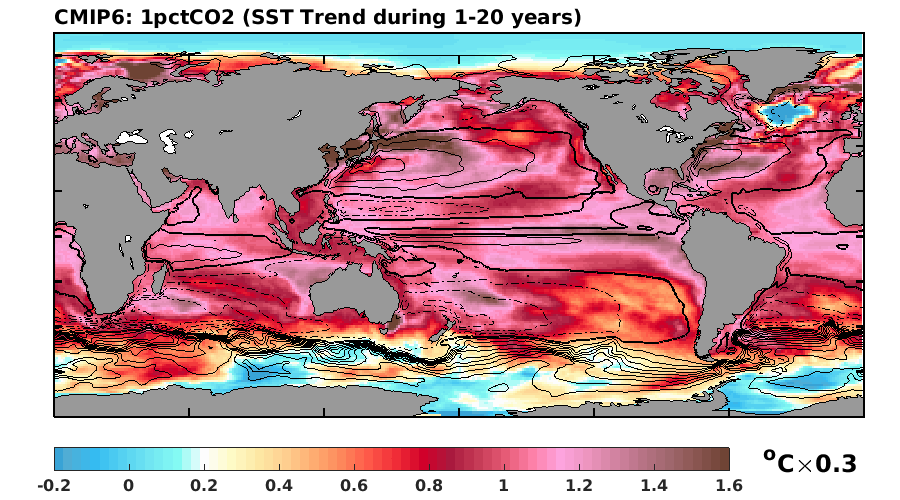 CMIP6: 1pctCO2 (SST Trend during 1-20 years)
-0.2 0 0.2 0.4 0.6 0.8 1 1.2 1.4 1.6
°C×0.3